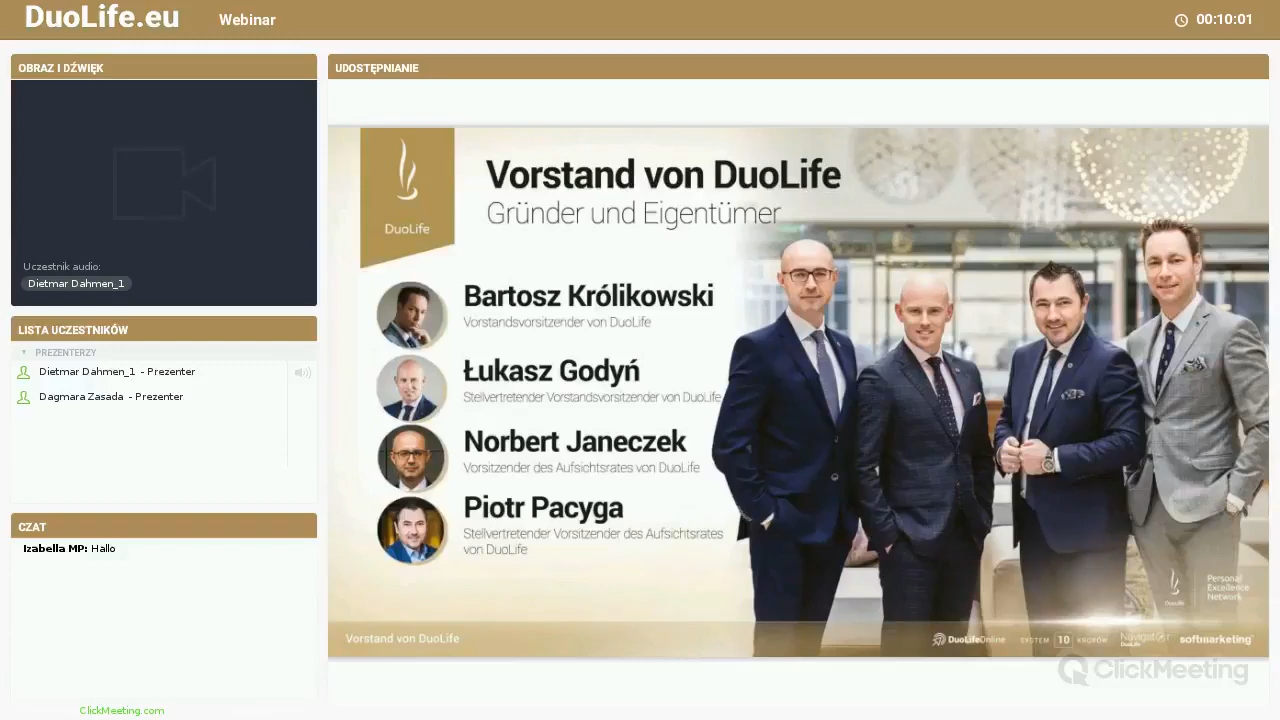 DuoLife.eu
Webinar
00:10:01
OBRAZ I DŹWIĘK
Uczestnik audio:
Dietmar Dahmen_1
LISTA UCZESTNIKÓW
PREZENTERZY
Dietmar Dahmen_1 - Prezenter
Dagmara Zasada - Prezenter
CZAT
Izabella MP: Hallo
ClickMeeting.com
UDOSTĘPNIANIE
DuoLife
Vorstand von DuoLife
Gründer und Eigentümer
Bartosz Królikowski
Vorstandsvorsitzender von DuoLife
Łukasz Godyń
Stellvertretender Vorstandsvorsitzender von DuoLife
Norbert Janeczek
Vorsitzender des Aufsichtsrates von DuoLife
Piotr Pacyga
Stellvertretender Vorsitzender des Aufsichtsrates
von DuoLife
DuoLife
Personal
Excellence
Network
Vorstand von DuoLife
DuoLifeOnline
SYSTEM 10 KROKÓW
Navigator
DuoLife
softmarketing
ClickMeeting